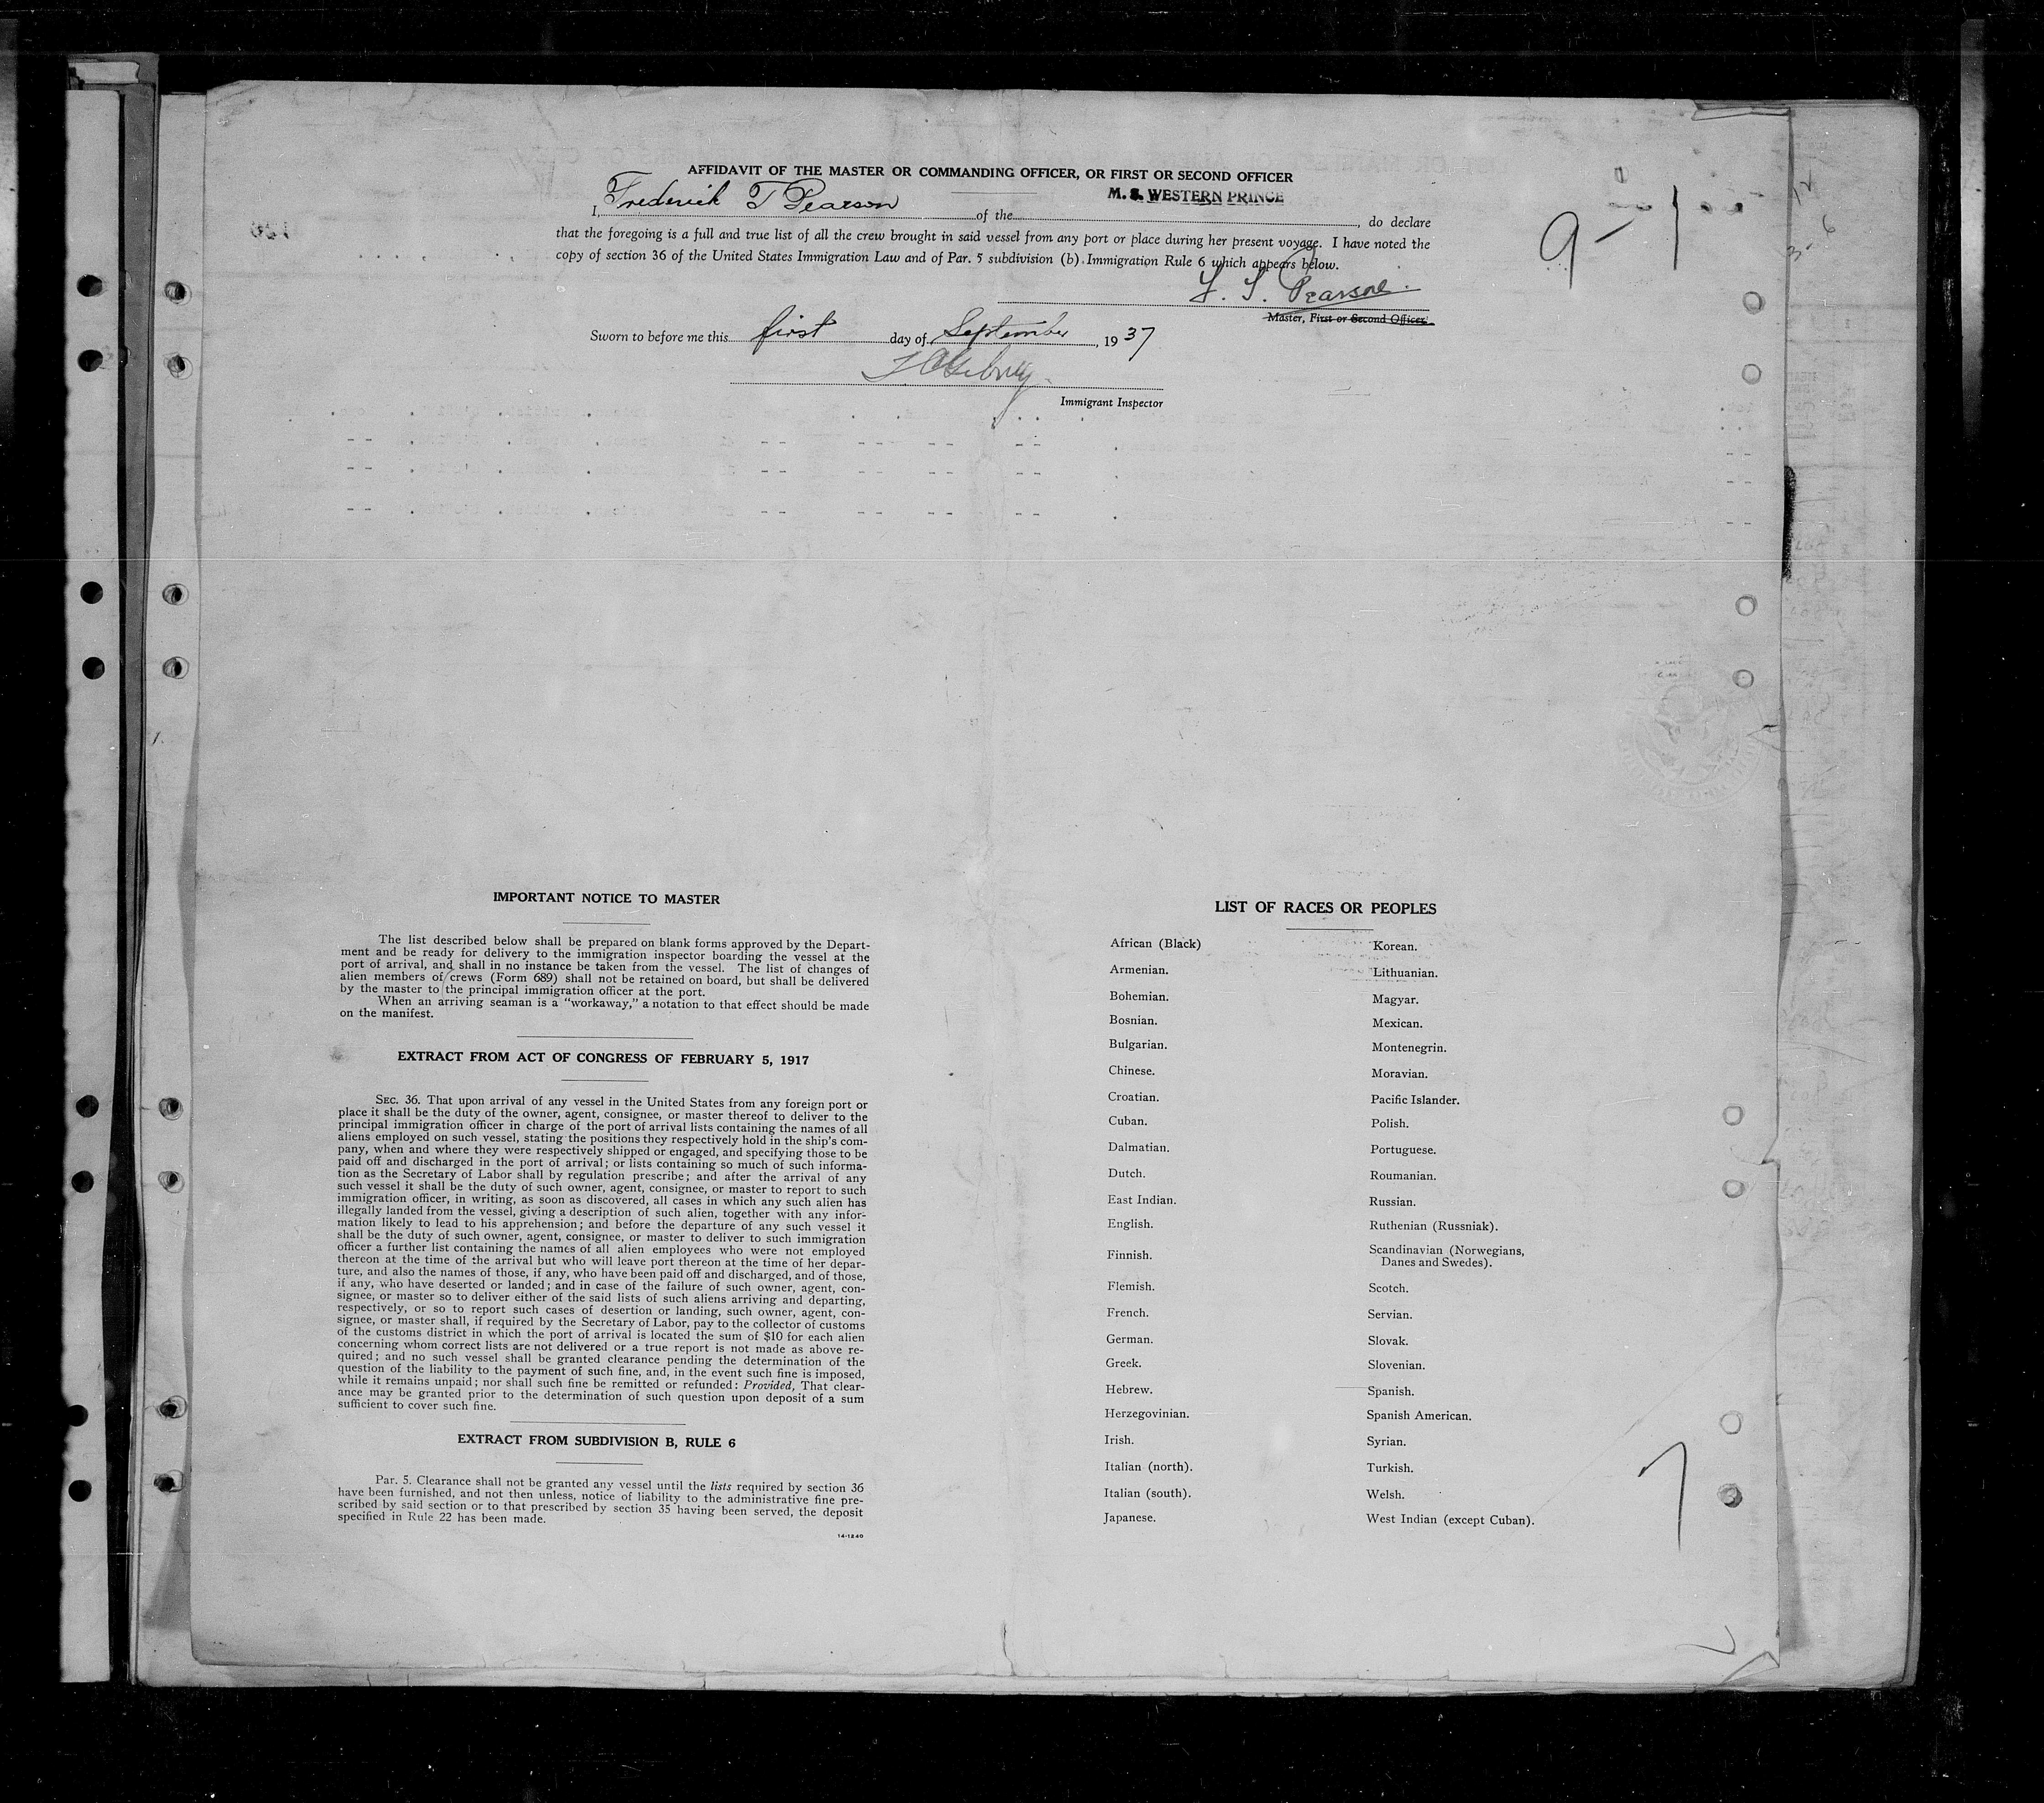 AFFIDAVIT OF THE MASTER OR COMMANDING OFFICER, OR FIRST OR SECOND OFFICER
I, Frederick T Pearson of the M. S. WESTERN PRINCE, do declare
that the foregoing is a full and true list of all the crew brought in said vessel from any port or place during her present voyage. I have noted the
copy of section 36 of the United States Immigration Law and of Par. 5 subdivision (b) Immigration Rule 6 which appears below.
F. T. Pearson.
Master, First or Second Officer.
Sworn to before me this first day of September, 1937
Immigrant Inspector
9-1
IMPORTANT NOTICE TO MASTER
The list described below shall be prepared on blank forms approved by the Depart-
ment and be ready for delivery to the immigration inspector boarding the vessel at the
port of arrival, and shall in no instance be taken from the vessel. The list of changes of
alien members of crews (Form 689) shall not be retained on board, but shall be delivered
by the master to the principal immigration officer at the port.
When an arriving seaman is a "workaway," a notation to that effect should be made
on the manifest.
EXTRACT FROM ACT OF CONGRESS OF FEBRUARY 5, 1917
SEC. 36. That upon arrival of any vessel in the United States from any foreign port or
place it shall be the duty of the owner, agent, consignee, or master thereof to deliver to the
principal immigration officer in charge of the port of arrival lists containing the names of all
aliens employed on such vessel, stating the positions they respectively hold in the ship's com-
pany, when and where they were respectively shipped or engaged, and specifying those to be
paid off and discharged in the port of arrival; or lists containing so much of such informa-
tion as the Secretary of Labor shall by regulation prescribe; and after the arrival of any
such vessel it shall be the duty of such owner, agent, consignee, or master to report to such
immigration officer, in writing, as soon as discovered, all cases in which any such alien has
illegally landed from the vessel, giving a description of such alien, together with any infor-
mation likely to lead to his apprehension; and before the departure of any such vessel it
shall be the duty of such owner, agent, consignee, or master to deliver to such immigration
officer a further list containing the names of all alien employees who were not employed
thereon at the time of the arrival but who will leave port thereon at the time of her depar-
ture, and also the names of those, if any, who have been paid off and discharged, and of those,
if any, who have deserted or landed; and in case of the failure of such owner, agent, con-
signee, or master so to deliver either of the said lists of such aliens arriving and departing,
respectively, or so to report such cases of desertion or landing, such owner, agent, con-
signee, or master shall, if required by the Secretary of Labor, pay to the collector of customs
of the customs district in which the port of arrival is located the sum of $10 for each alien
concerning whom correct lists are not delivered or a true report is not made as above re-
quired; and no such vessel shall be granted clearance pending the determination of the
question of the liability to the payment of such fine, and, in the event such fine is imposed,
while it remains unpaid; nor shall such fine be remitted or refunded: Provided, That clear-
ance may be granted prior to the determination of such question upon deposit of a sum
sufficient to cover such fine.
EXTRACT FROM SUBDIVISION B, RULE 6
Par. 5. Clearance shall not be granted any vessel until the lists required by section 36
have been furnished, and not then unless, notice of liability to the administrative fine pre-
scribed by said section or to that prescribed by section 35 having been served, the deposit
specified in Rule 22 has been made.
14-1240
LIST OF RACES OR PEOPLES
African (Black)
Armenian.
Bohemian.
Bosnian.
Bulgarian.
Chinese.
Croatian.
Cuban.
Dalmatian.
Dutch.
East Indian.
English.
Finnish.
Flemish.
French.
German.
Greek.
Hebrew.
Herzegovinian.
Irish.
Italian (north).
Italian (south).
Japanese.
Korean.
Lithuanian.
Magyar.
Mexican.
Montenegrin.
Moravian.
Pacific Islander.
Polish.
Portuguese.
Roumanian.
Russian.
Ruthenian (Russniak).
Scandinavian (Norwegians,
Danes and Swedes).
Scotch.
Servian.
Slovak.
Slovenian.
Spanish.
Spanish American.
Syrian.
Turkish.
Welsh.
West Indian (except Cuban).
7